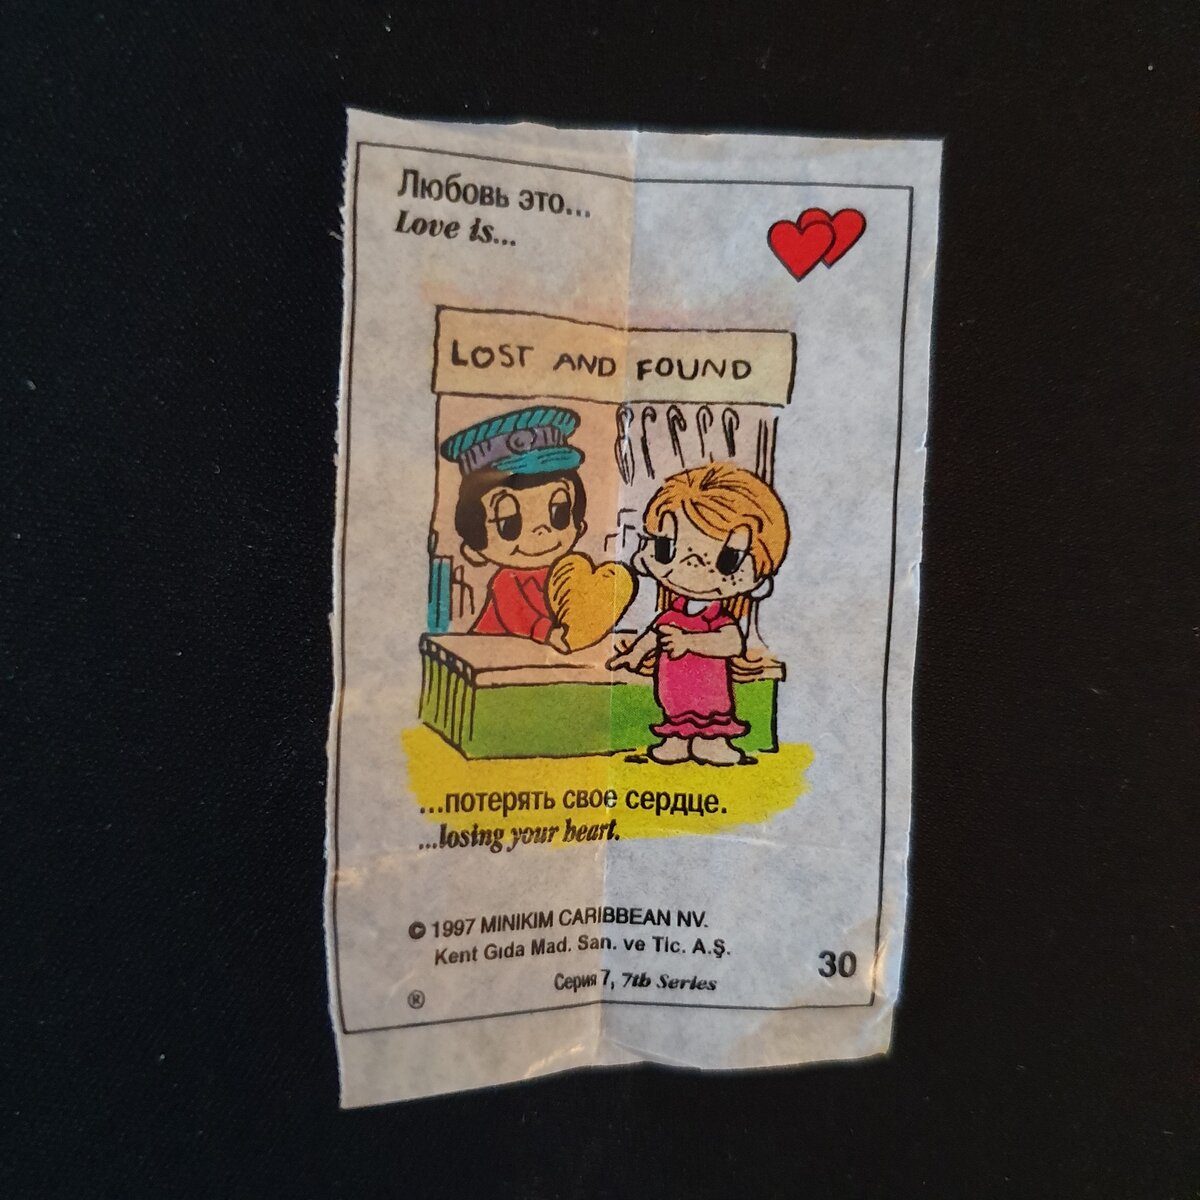 Любовь это...
Love is...
LOST AND FOUND
...потерять свое сердце.
...losing your heart.
© 1997 MINIKIM CARIBBEAN NV.
Kent Gıda Mad. San. ve Tic. A.Ş.
30
Серия 7, 7th Series
®